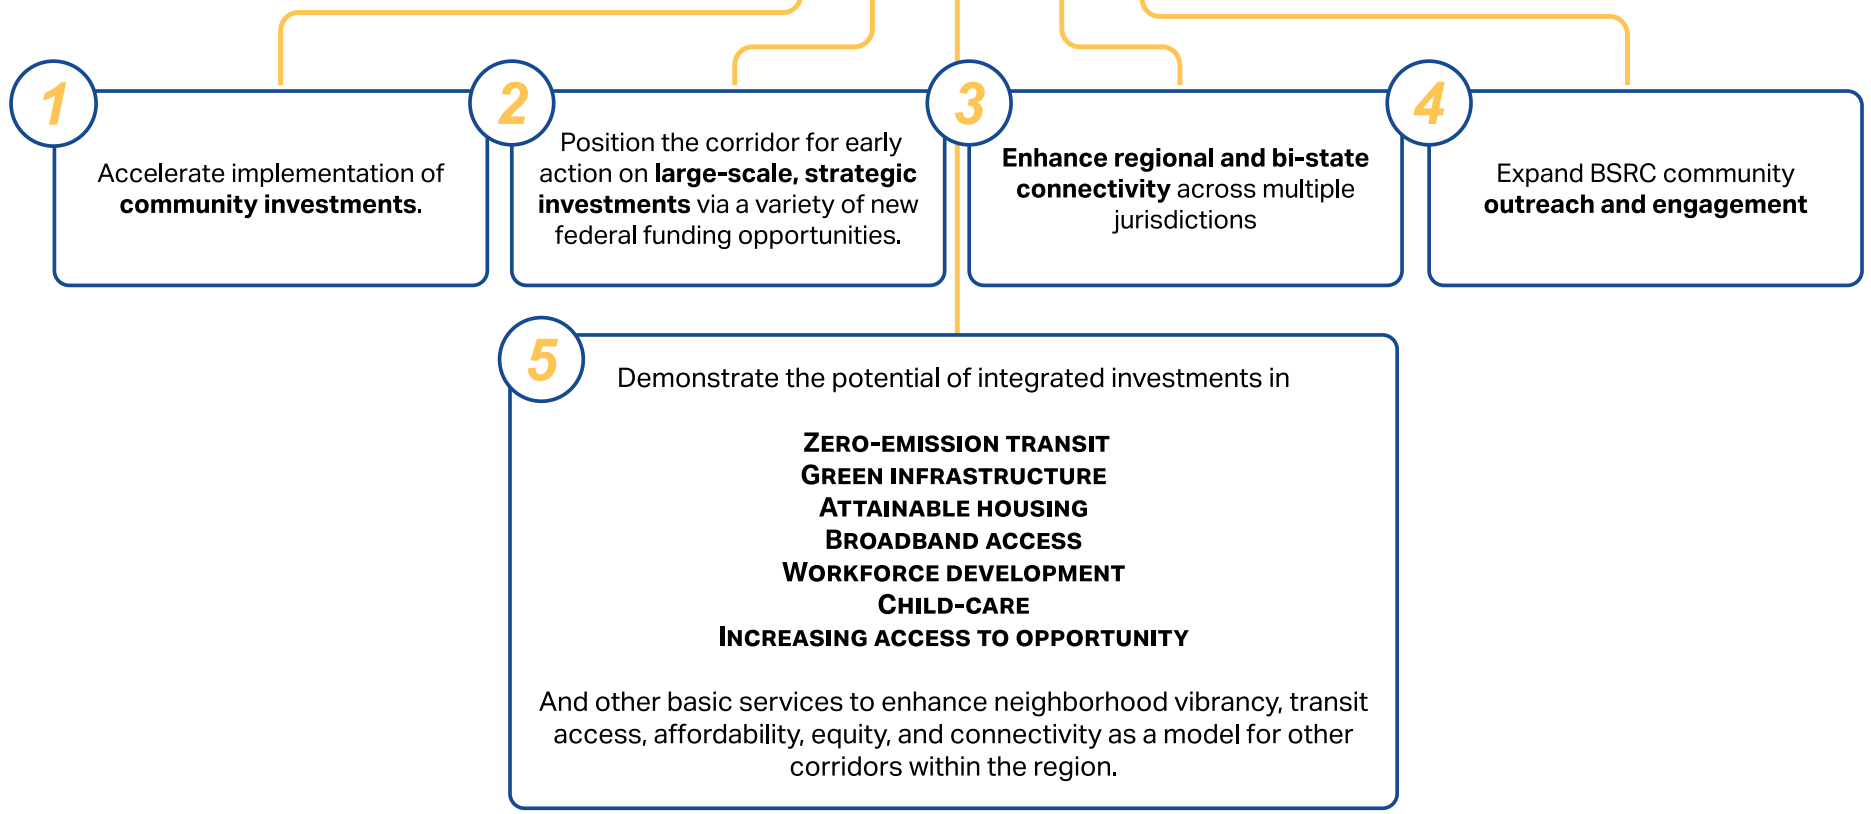 1
Accelerate implementation of
community investments.
2
Position the corridor for early
action on large-scale, strategic
investments via a variety of new
federal funding opportunities.
3
Enhance regional and bi-state
connectivity across multiple
jurisdictions
4
Expand BSRC community
outreach and engagement
5
Demonstrate the potential of integrated investments in
ZERO-EMISSION TRANSIT
GREEN INFRASTRUCTURE
ATTAINABLE HOUSING
BROADBAND ACCESS
WORKFORCE DEVELOPMENT
CHILD-CARE
INCREASING ACCESS TO OPPORTUNITY
And other basic services to enhance neighborhood vibrancy, transit
access, affordability, equity, and connectivity as a model for other
corridors within the region.